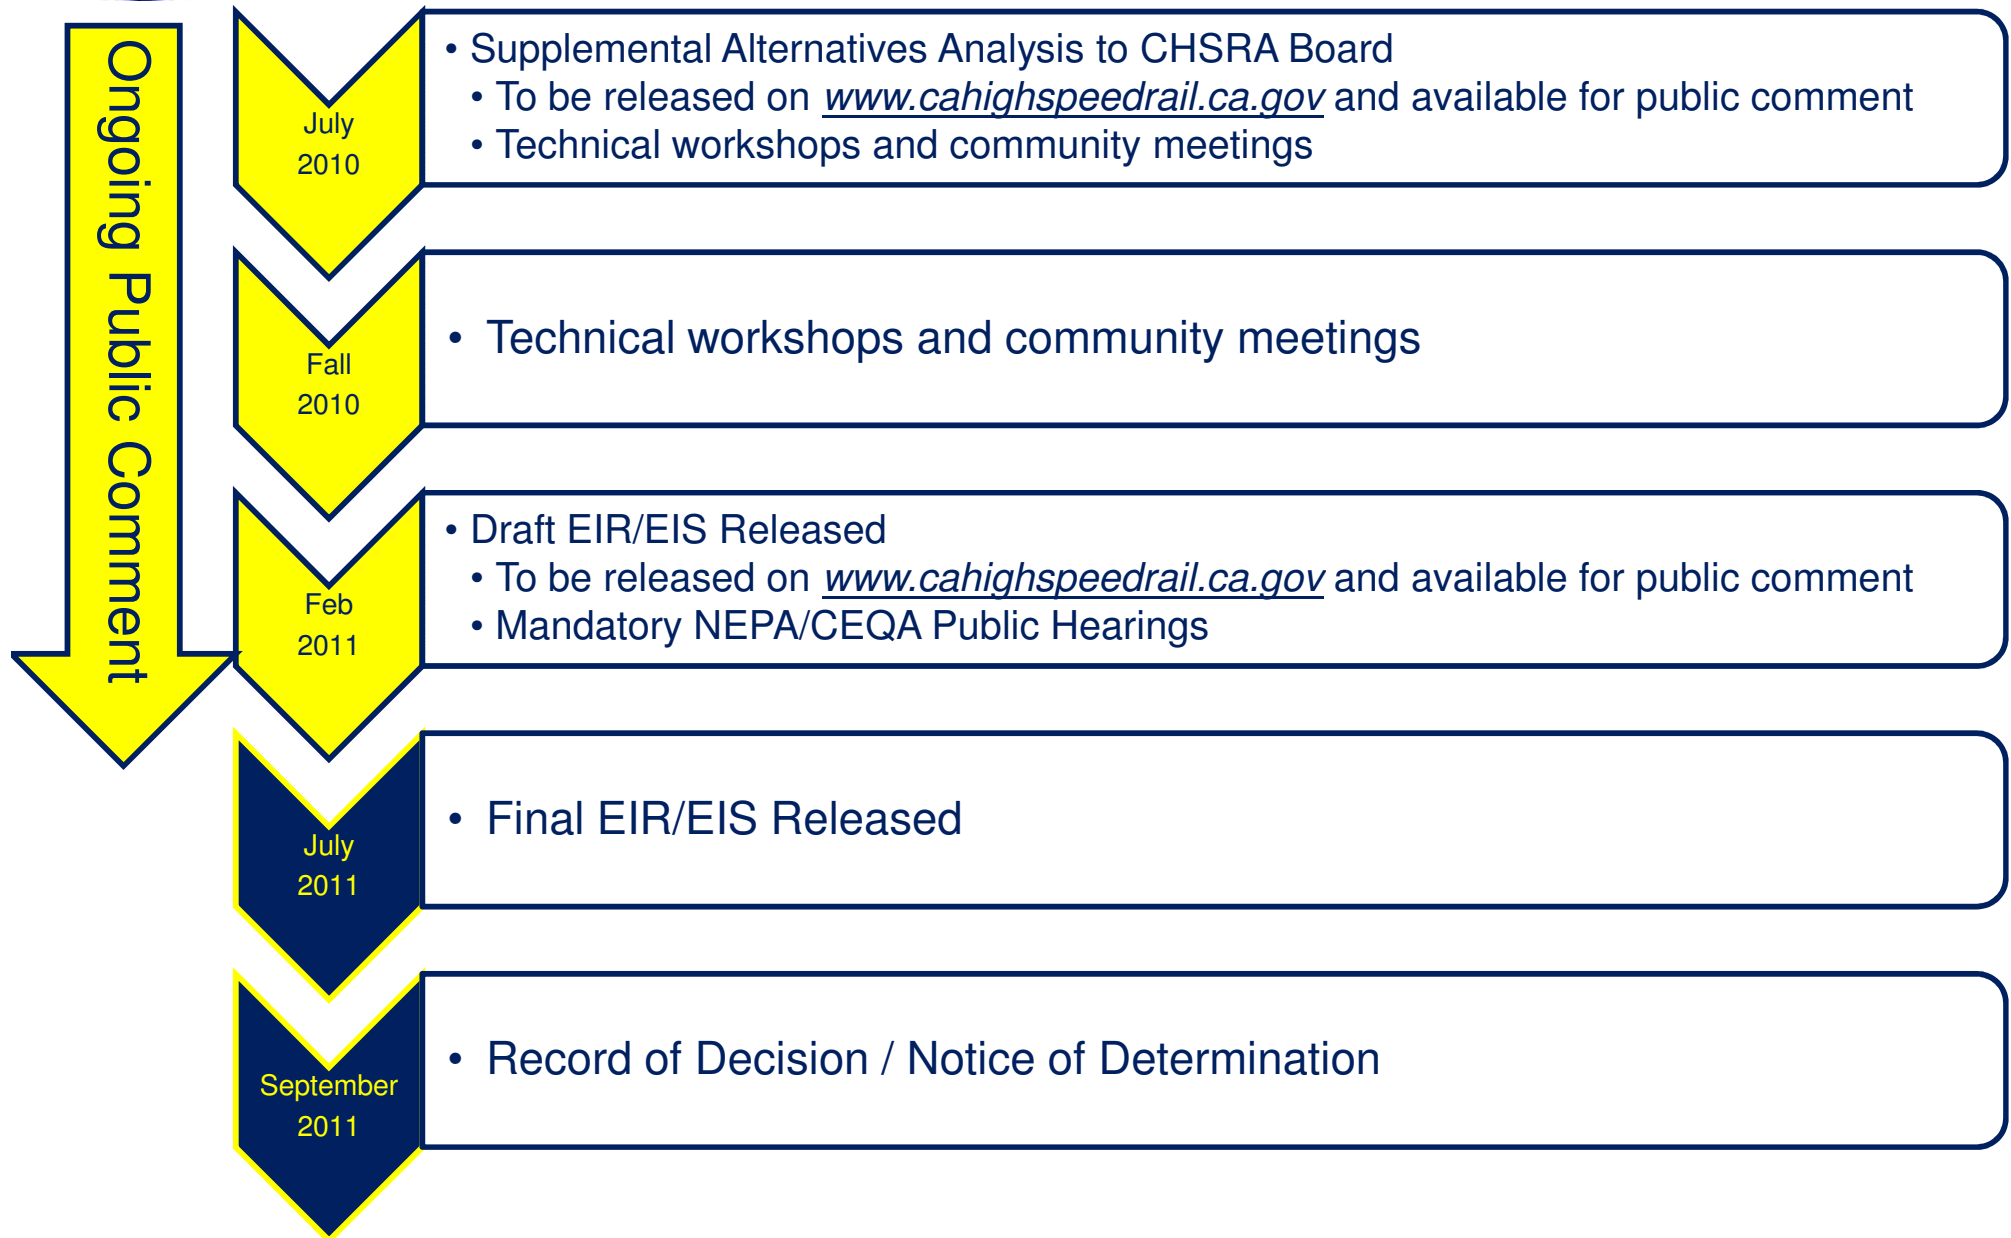 Ongoing Public Comment
July
2010
• Supplemental Alternatives Analysis to CHSRA Board
• To be released on www.cahighspeedrail.ca.gov and available for public comment
• Technical workshops and community meetings
Fall
2010
• Technical workshops and community meetings
Feb
2011
• Draft EIR/EIS Released
• To be released on www.cahighspeedrail.ca.gov and available for public comment
• Mandatory NEPA/CEQA Public Hearings
July
2011
• Final EIR/EIS Released
September
2011
• Record of Decision / Notice of Determination